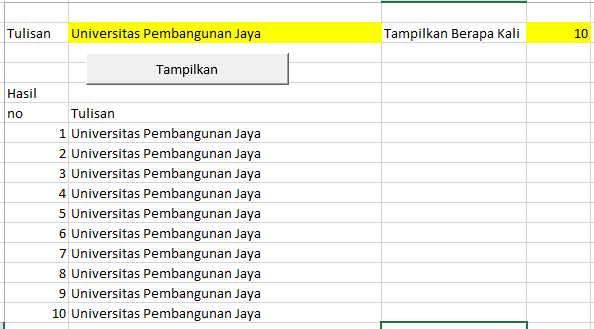 Tulisan Universitas Pembangunan Jaya Tampilkan Berapa Kali 10
Tampilkan
Hasil
no Tulisan
1 Universitas Pembangunan Jaya
2 Universitas Pembangunan Jaya
3 Universitas Pembangunan Jaya
4 Universitas Pembangunan Jaya
5 Universitas Pembangunan Jaya
6 Universitas Pembangunan Jaya
7 Universitas Pembangunan Jaya
8 Universitas Pembangunan Jaya
9 Universitas Pembangunan Jaya
10 Universitas Pembangunan Jaya